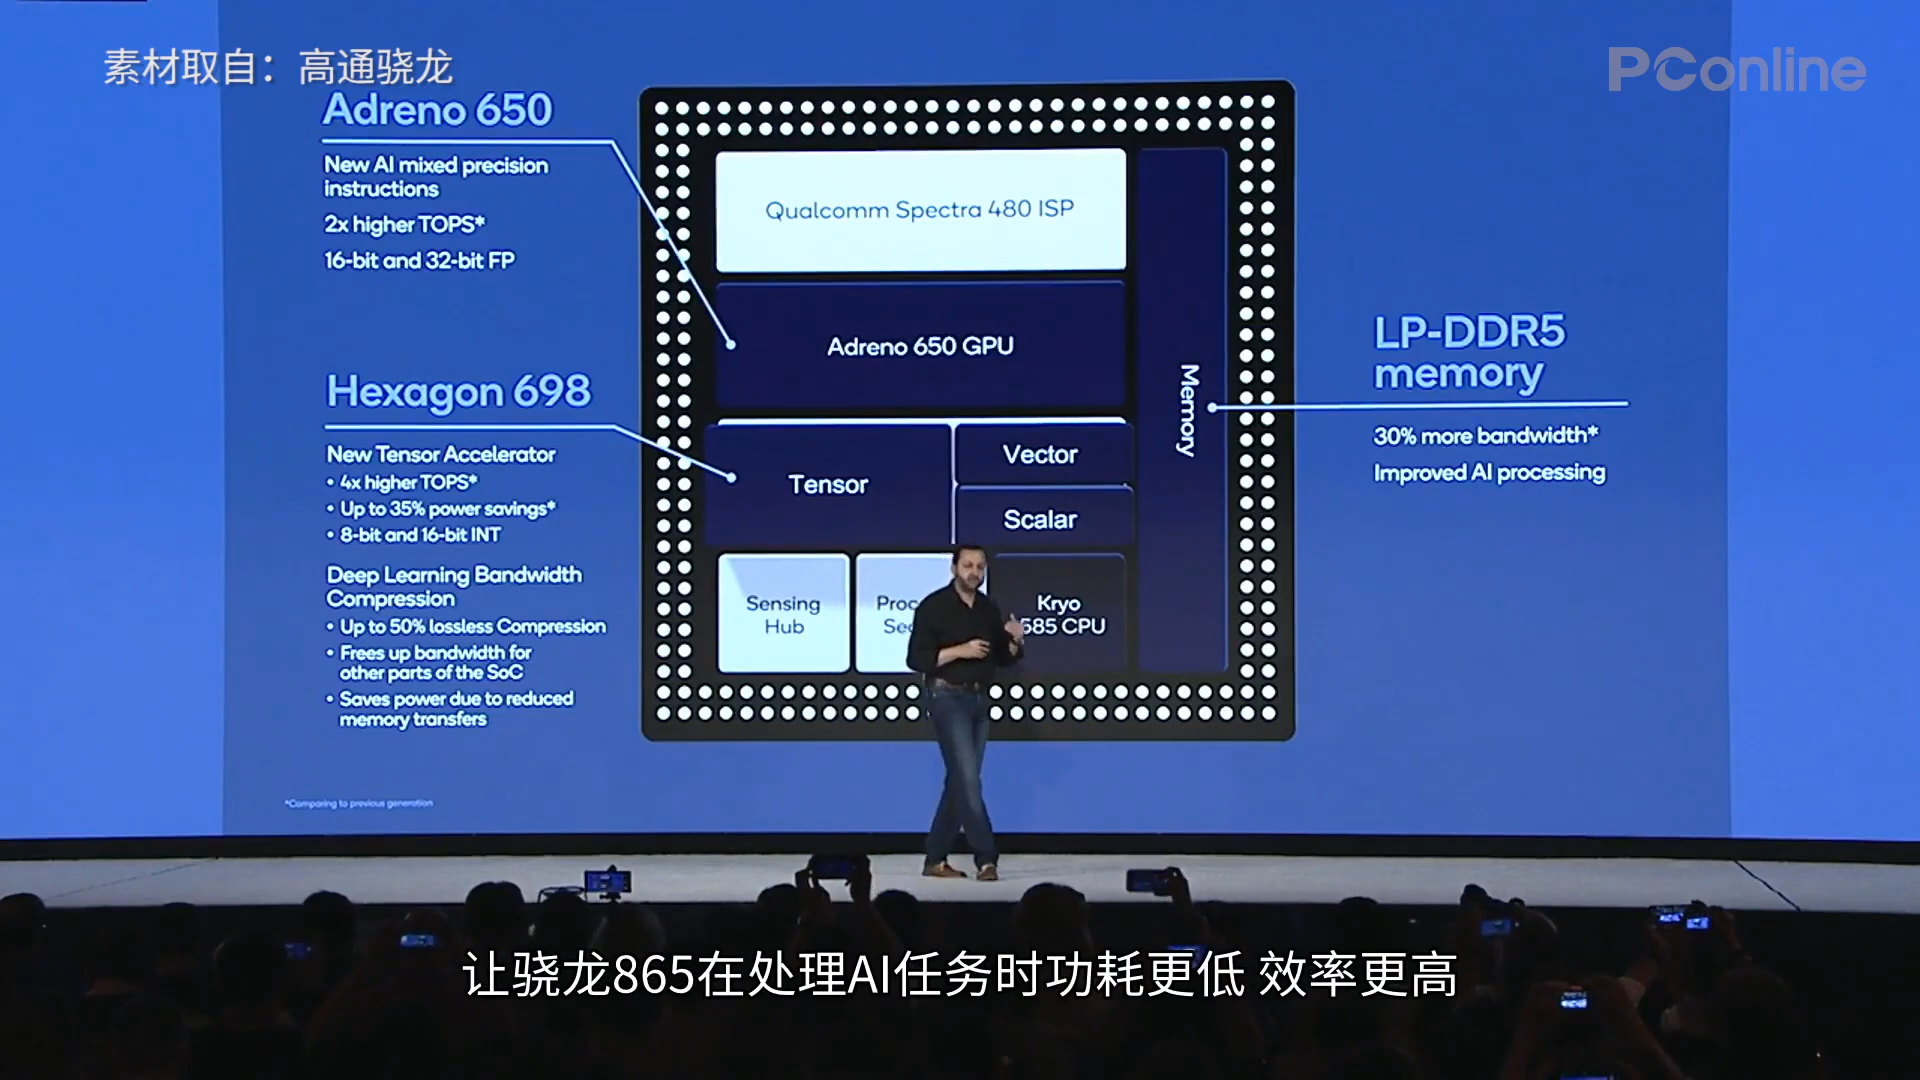 素材取自：高通骁龙
PConline
Adreno 650
New AI mixed precision
instructions
2x higher TOPS*
16-bit and 32-bit FP
Hexagon 698
New Tensor Accelerator
• 4x higher TOPS*
• Up to 35% power savings*
• 8-bit and 16-bit INT
Deep Learning Bandwidth
Compression
• Up to 50% lossless Compression
• Frees up bandwidth for
other parts of the SoC
• Saves power due to reduced
memory transfers
*Comparing to previous generation
Qualcomm Spectra 480 ISP
Adreno 650 GPU
Tensor
Vector
Scalar
Sensing
Hub
Kryo
585 CPU
Memory
LP-DDR5
memory
30% more bandwidth*
Improved AI processing
让骁龙865在处理AI任务时功耗更低 效率更高